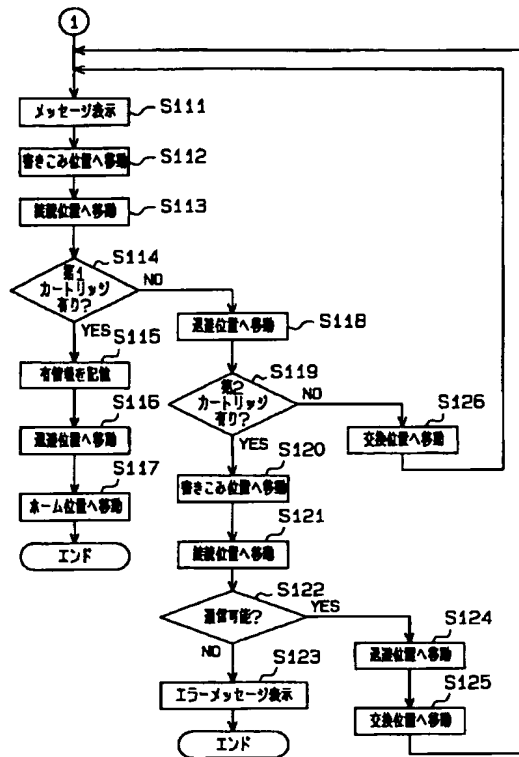 1
メッセージ表示
S111
書きこみ位置へ移動
S112
接続位置へ移動
S113
第1
カートリッジ
有り?
S114
NO
YES
有情報を記憶
S115
退避位置へ移動
S116
ホーム位置へ移動
S117
エンド
退避位置へ移動
S118
第2
カートリッジ
有り?
S119
NO
YES
交換位置へ移動
S126
書きこみ位置へ移動
S120
接続位置へ移動
S121
通信可能?
S122
YES
NO
エラーメッセージ表示
S123
エンド
退避位置へ移動
S124
交換位置へ移動
S125